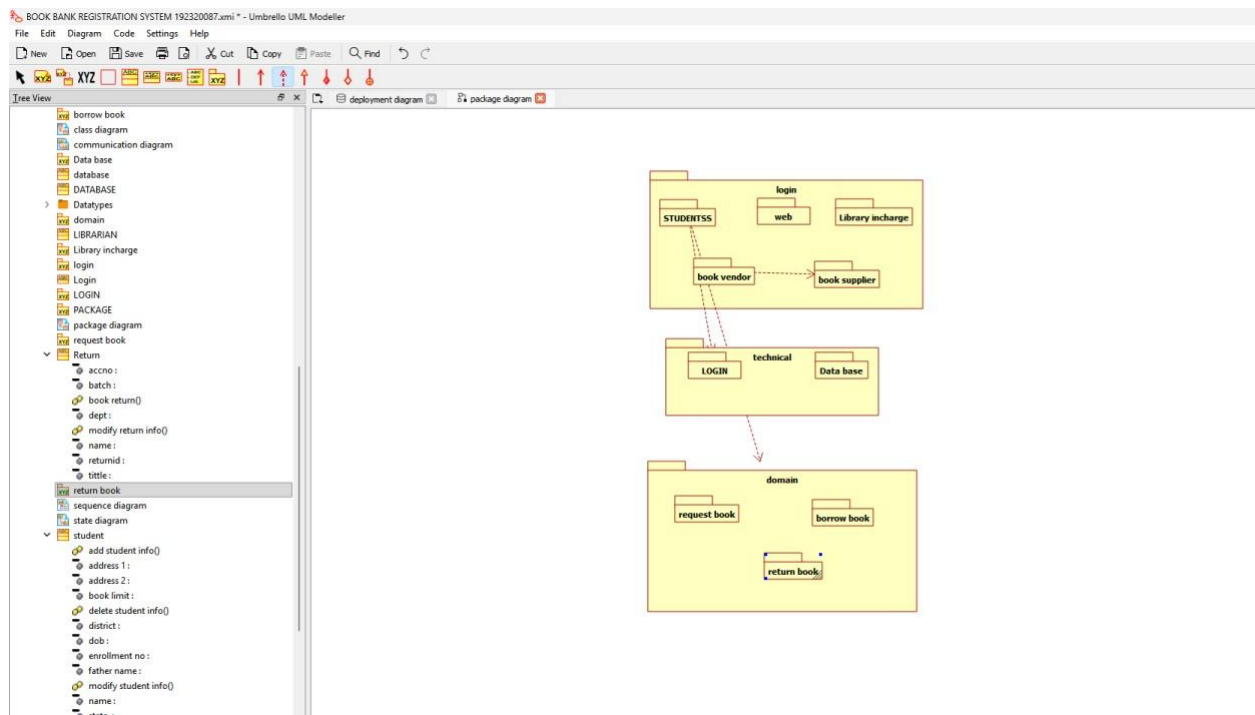 BOOK BANK REGISTRATION SYSTEM 192320087.xmi * - Umbrello UML Modeller
File Edit Diagram Code Settings Help
New Open Save Cut Copy Paste Find
XYZ
Tree View
deployment diagram package diagram
borrow book
class diagram
communication diagram
Data base
database
DATABASE
Datatypes
domain
LIBRARIAN
Library incharge
login
Login
LOGIN
PACKAGE
package diagram
request book
Return
accno :
batch :
book return()
dept :
modify return info()
name :
returnid :
tittle :
return book
sequence diagram
state diagram
student
add student info()
address 1 :
address 2 :
book limit :
delete student info()
district :
dob :
enrollment no :
father name :
modify student info()
name :
login
STUDENTSS web Library incharge
book vendor book supplier
technical
LOGIN Data base
domain
request book borrow book
return book